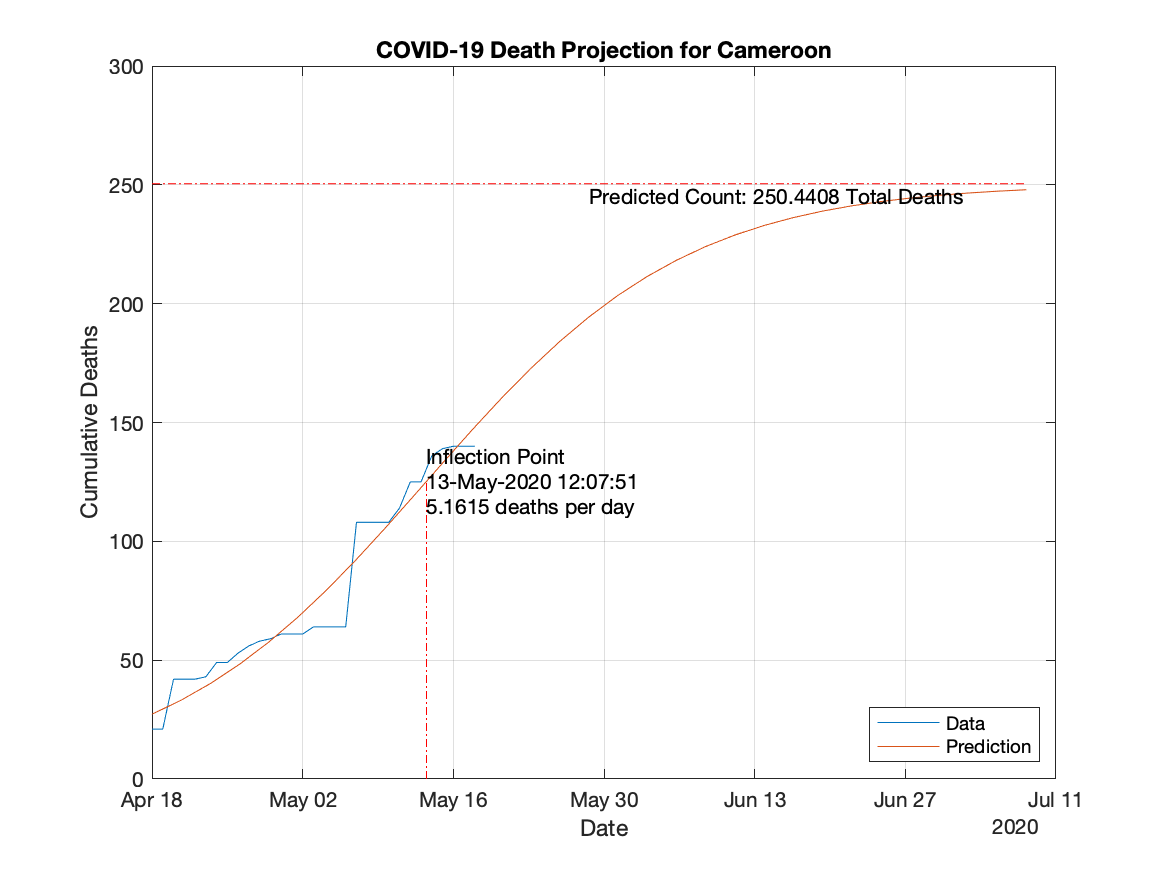 COVID-19 Death Projection for Cameroon
300
250
200
150
100
50
0
Cumulative Deaths
Predicted Count: 250.4408 Total Deaths
Inflection Point
13-May-2020 12:07:51
5.1615 deaths per day
Data
Prediction
Apr 18 May 02 May 16 May 30 Jun 13 Jun 27 Jul 11
Date
2020